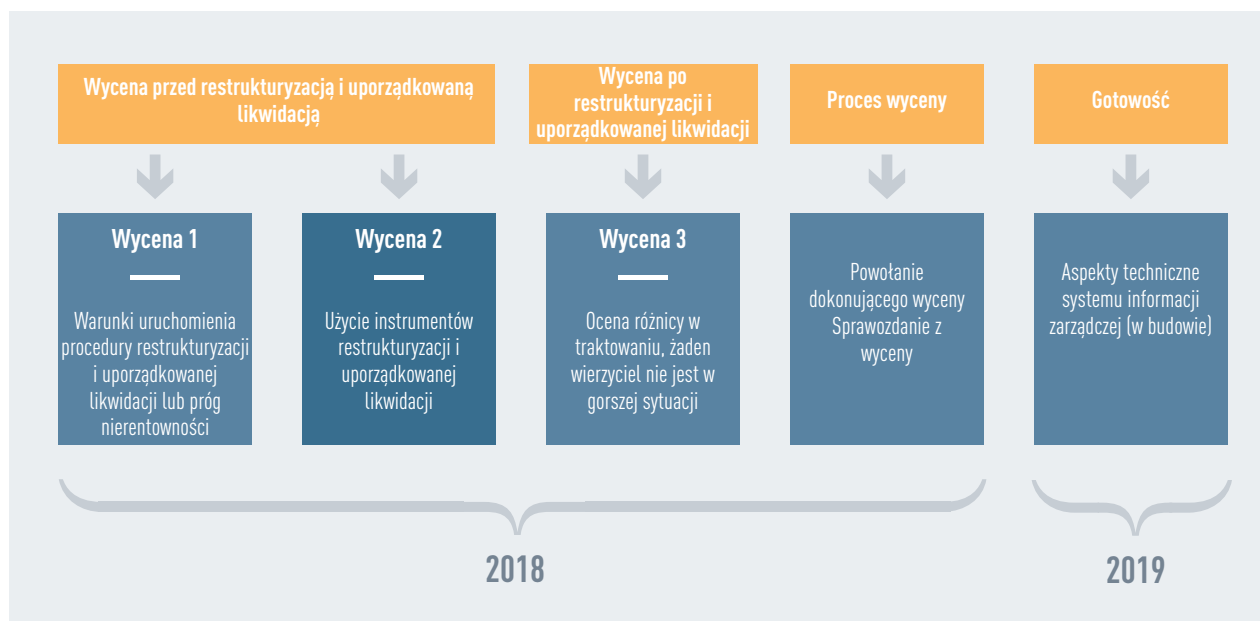 Wycena przed restrukturyzacją i uporządkowaną
likwidacją
Wycena po
restrukturyzacji i
uporządkowanej likwidacji
Proces wyceny
Gotowość
Wycena 1
Warunki uruchomienia
procedury restrukturyzacji
i uporządkowanej
likwidacji lub próg
nierentowności
Wycena 2
Użycie instrumentów
restrukturyzacji i
uporządkowanej
likwidacji
Wycena 3
Ocena różnicy w
traktowaniu, żaden
wierzyciel nie jest w
gorszej sytuacji
Powołanie
dokonującego wyceny
Sprawozdanie z
wyceny
Aspekty techniczne
systemu informacji
zarządczej (w budowie)
2018
2019